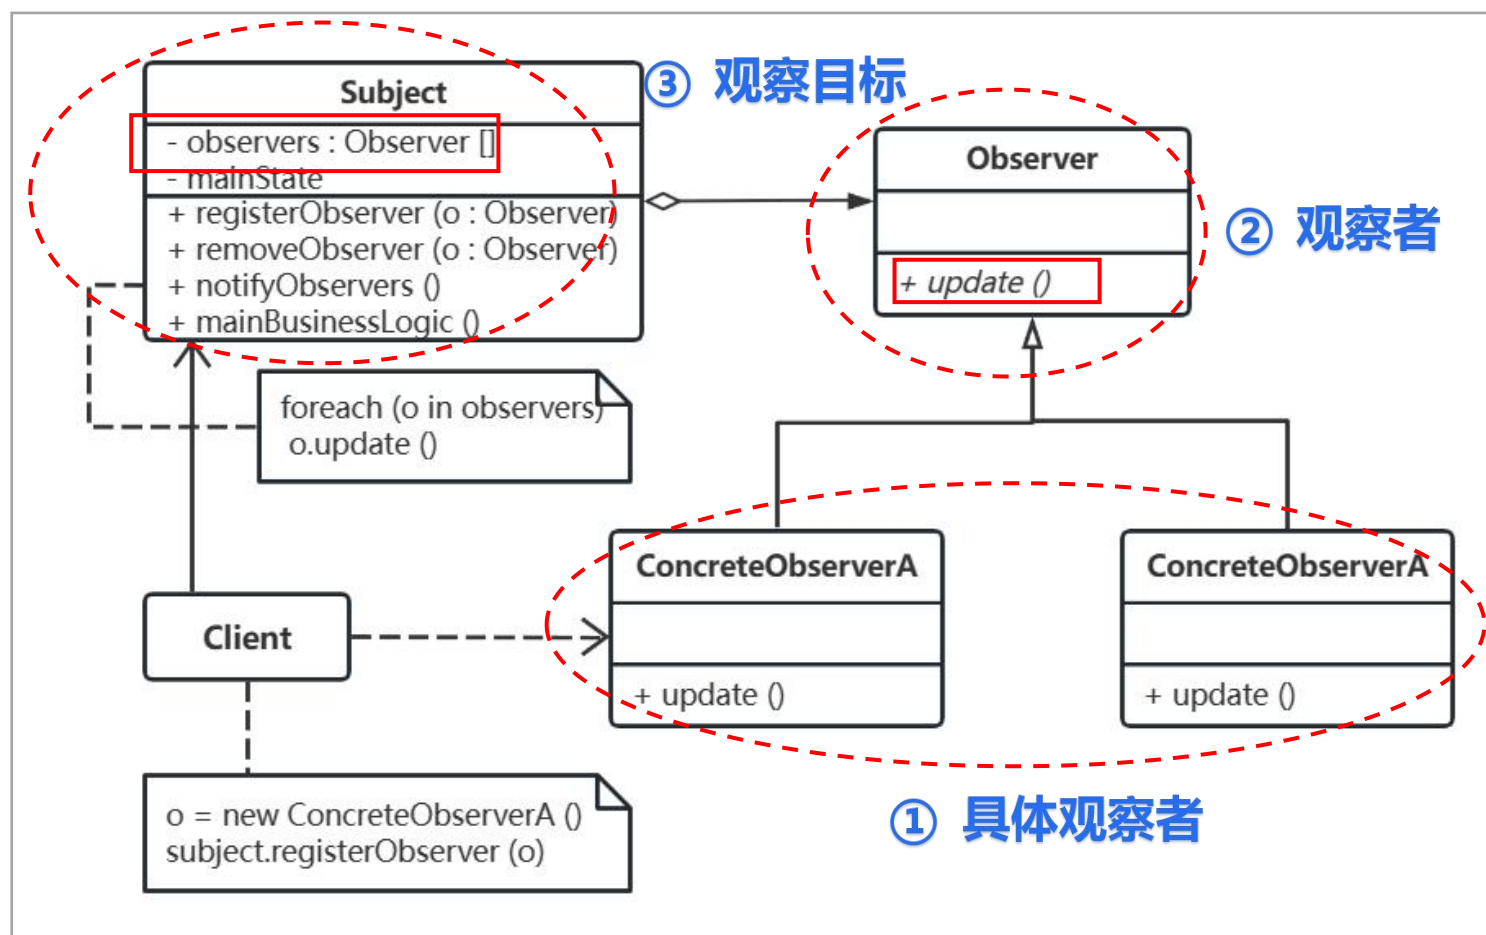 Subject
- observers : Observer []
- mainState
+ registerObserver (o : Observer)
+ removeObserver (o : Observer)
+ notifyObservers ()
+ mainBusinessLogic ()
③ 观察目标
Observer
+ update ()
② 观察者
foreach (o in observers)
o.update ()
Client
ConcreteObserverA
+ update ()
ConcreteObserverA
+ update ()
① 具体观察者
o = new ConcreteObserverA ()
subject.registerObserver (o)